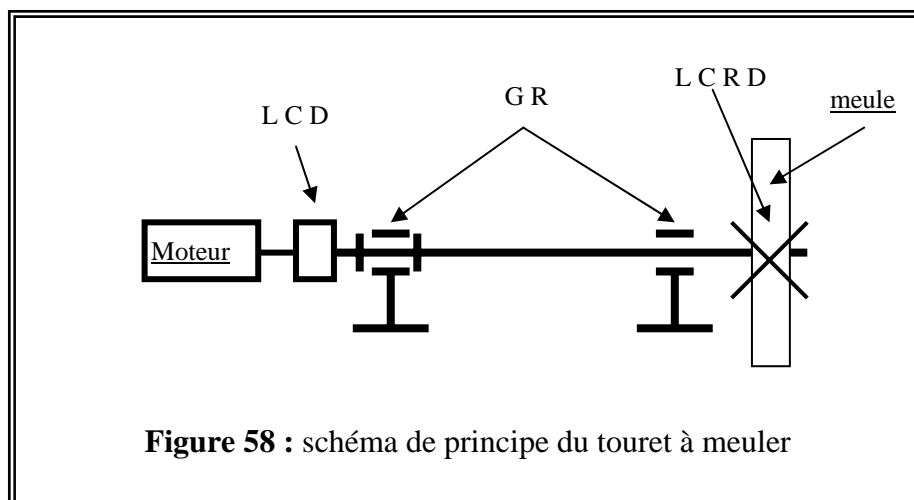 L C R D
G R
meule
L C D
Moteur
Figure 58 : schéma de principe du touret à meuler